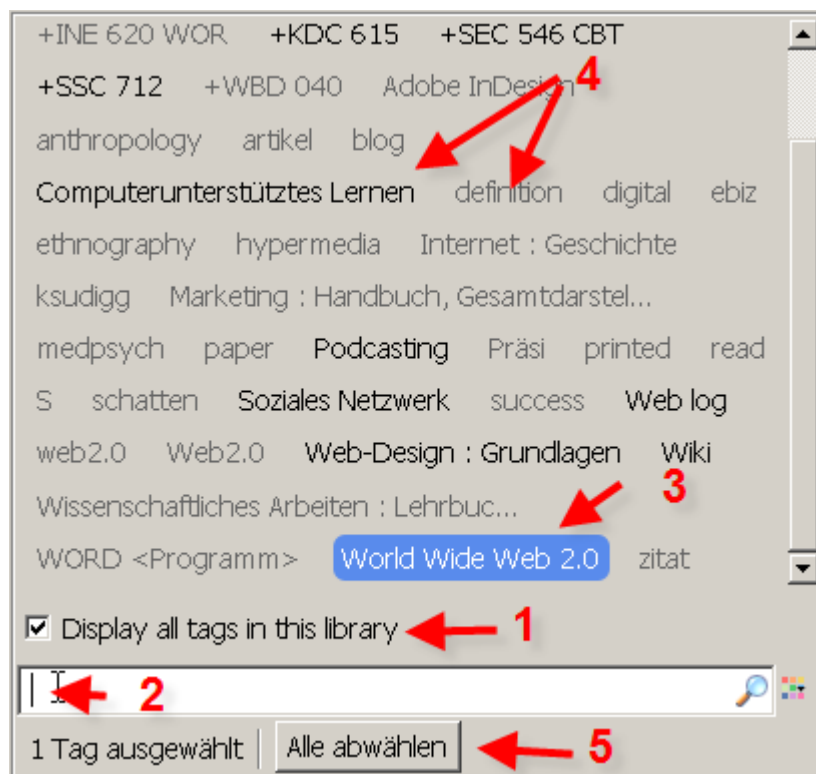 +INE 620 WOR +KDC 615 +SEC 546 CBT
+SSC 712 +WBD 040 Adobe InDesign 4
anthropology artikel blog
Computerunterstütztes Lernen definition digital ebiz
ethnography hypermedia Internet : Geschichte
ksudigg Marketing : Handbuch, Gesamtdarstel...
medpsych paper Podcasting Präsi printed read
S schatten Soziales Netzwerk success Web log
web2.0 Web2.0 Web-Design : Grundlagen Wiki
3
Wissenschaftliches Arbeiten : Lehrbuc...
WORD <Programm> World Wide Web 2.0 zitat
Display all tags in this library 1
2
1 Tag ausgewählt Alle abwählen 5